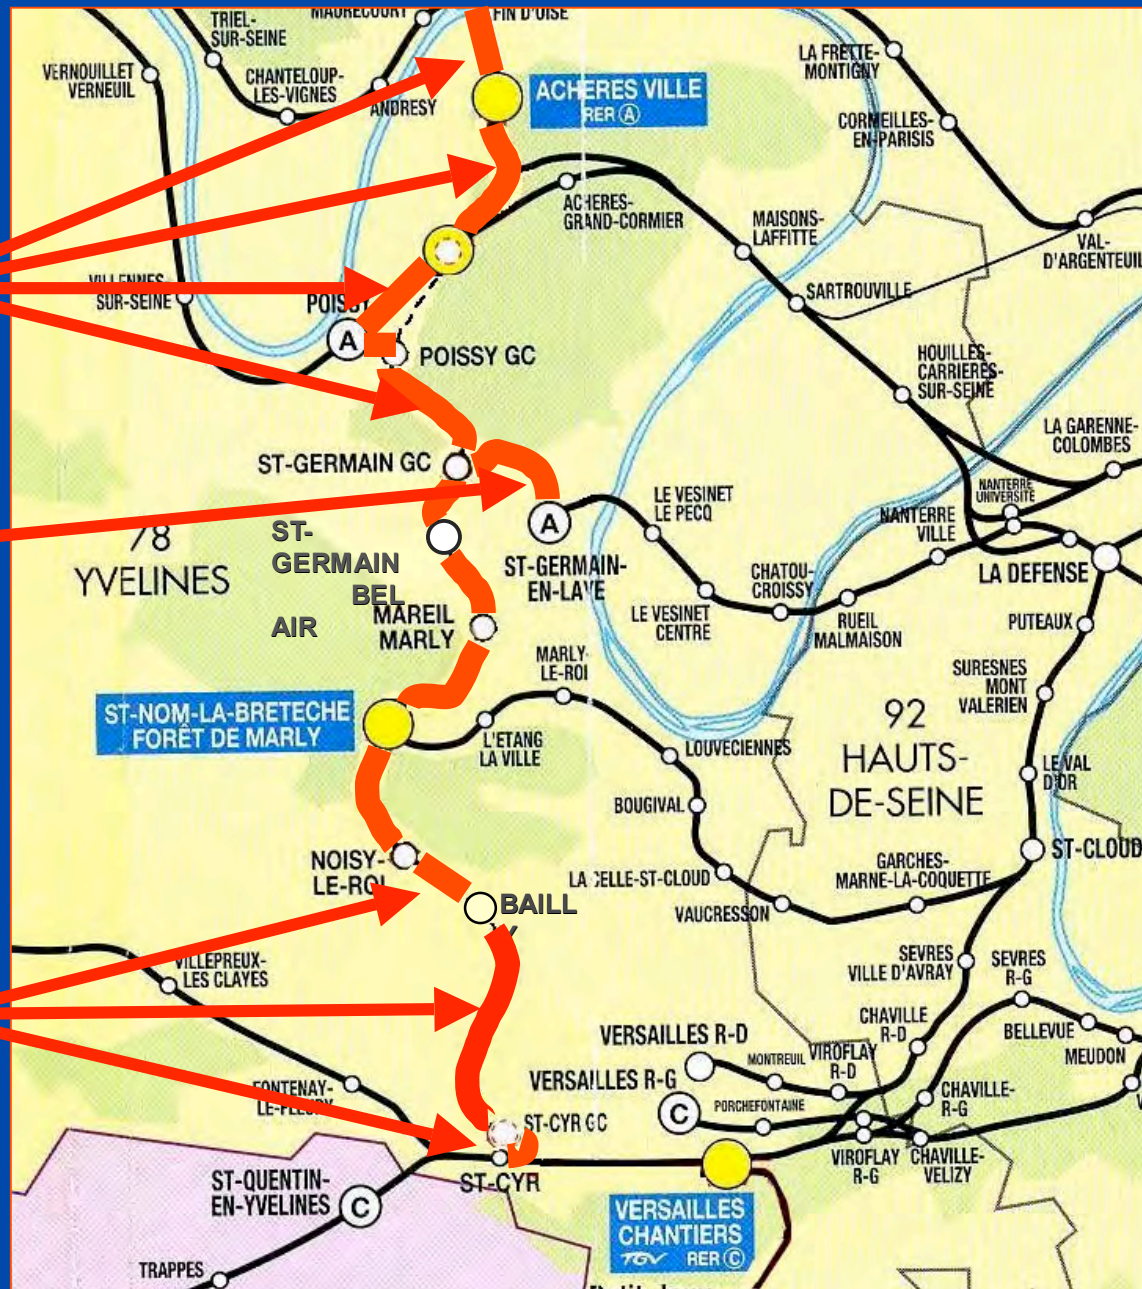 MAURECOURT
FIN D'OISE
TRIEL-
SUR-SEINE
VERNOUILLET
VERNEUIL
CHANTELOUP-
LES-VIGNES
ANDRESY
ACHERES VILLE
RER A
LA FRETTE-
MONTIGNY
CORMEILLES-
EN-PARISIS
ACHERES-
GRAND-CORMIER
MAISONS-
LAFFITTE
VAL-
D'ARGENTEUIL
VILLENNES-
SUR-SEINE
POISSY
A
POISSY GC
SARTROUVILLE
HOUILLES-
CARRIERES-
SUR-SEINE
LA GARENNE-
COLOMBES
ST-GERMAIN GC
NANTERRE
UNIVERSITÉ
NANTERRE
VILLE
LE VESINET
LE PECQ
A
ST-GERMAIN-
EN-LAYE
78
YVELINES
ST-
GERMAIN
BEL
AIR
MAREIL
MARLY
LE VESINET
CENTRE
CHATOU-
CROISSY
RUEIL
MALMAISON
LA DEFENSE
PUTEAUX
SURESNES
MONT
VALERIEN
MARLY-
LE-ROI
ST-NOM-LA-BRETECHE
FORÊT DE MARLY
L'ETANG
LA VILLE
LOUVECIENNES
92
HAUTS-
DE-SEINE
LE VAL
D'OR
BOUGIVAL
ST-CLOUD
NOISY-
LE-ROI
BAILL
Y
LA CELLE-ST-CLOUD
VAUCRESSON
GARCHES-
MARNE-LA-COQUETTE
VILLEPREUX-
LES CLAYES
SEVRES
VILLE D'AVRAY
SEVRES
R-G
VERSAILLES R-D
MONTREUIL
VIROFLAY
R-D
CHAVILLE
R-D
BELLEVUE
MEUDON
VERSAILLES R-G
C
PORCHEFONTAINE
CHAVILLE-
R-G
FONTENAY-
LE-FLEURY
ST-CYR GC
ST-CYR
VIROFLAY
R-G
CHAVILLE-
VELIZY
ST-QUENTIN-
EN-YVELINES
C
VERSAILLES
CHANTIERS
TGV RER C
TRAPPES